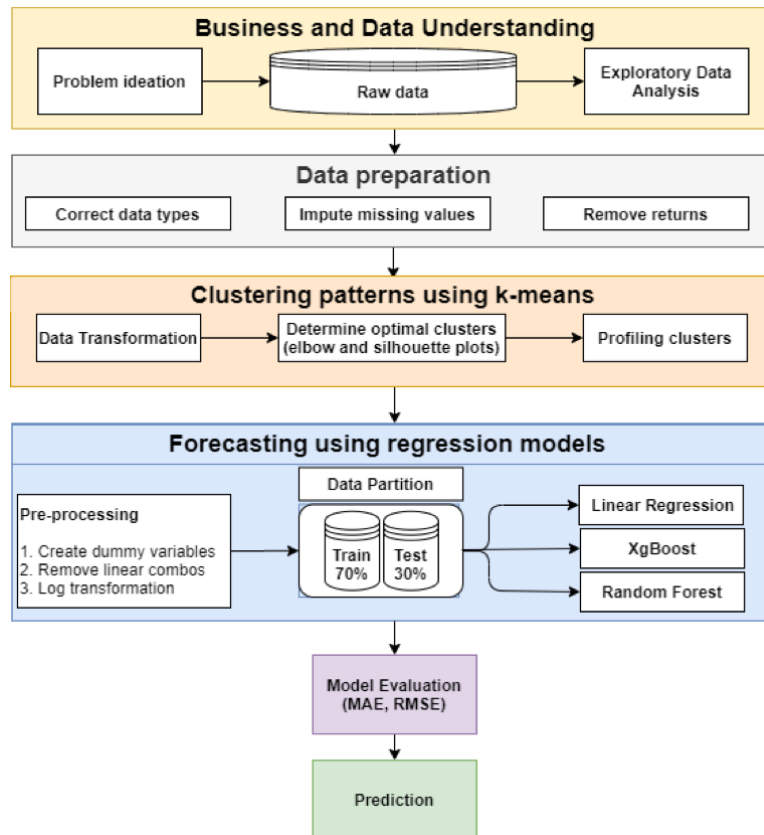 Business and Data Understanding
Problem ideation
Raw data
Exploratory Data
Analysis
Data preparation
Correct data types
Impute missing values
Remove returns
Clustering patterns using k-means
Data Transformation
Determine optimal clusters
(elbow and silhouette plots)
Profiling clusters
Forecasting using regression models
Pre-processing
1. Create dummy variables
2. Remove linear combos
3. Log transformation
Data Partition
Train
70%
Test
30%
Linear Regression
XgBoost
Random Forest
Model Evaluation
(MAE, RMSE)
Prediction